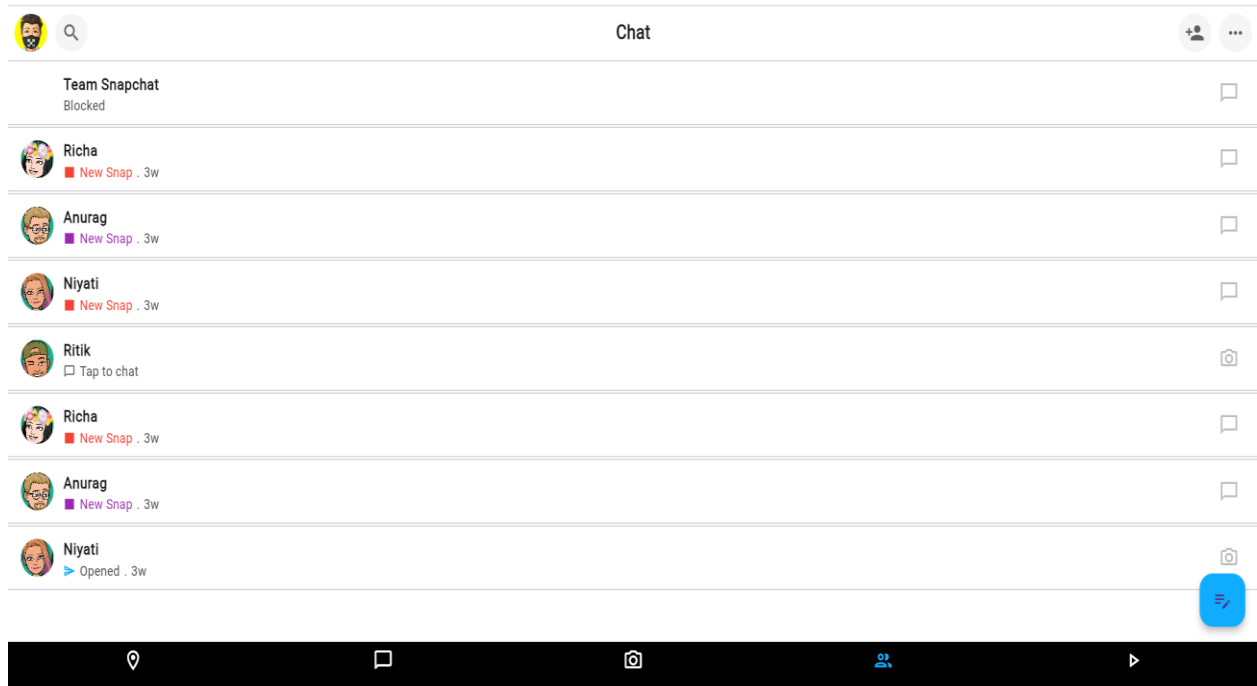 Chat
Team Snapchat
Blocked
Richa
New Snap . 3w
Anurag
New Snap . 3w
Niyati
New Snap . 3w
Ritik
Tap to chat
Richa
New Snap . 3w
Anurag
New Snap . 3w
Niyati
Opened . 3w